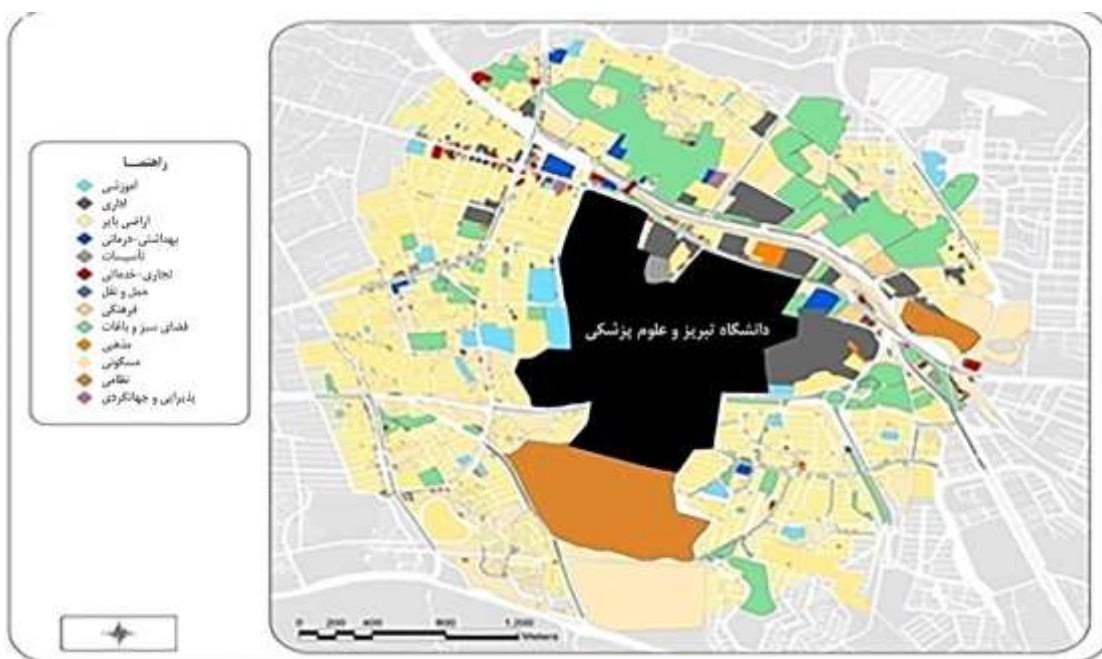 راهنما
آموزشی
اداری
اراضی بایر
بهداشتی-درمانی
تأسیسات
تجاری-خدماتی
حمل و نقل
فرهنگی
فضای سبز و باغات
مذهبی
مسکونی
نظامی
پذیرایی و جهانگردی
دانشگاه تبریز و علوم پزشکی
0 200 400 800 1,200
Meters